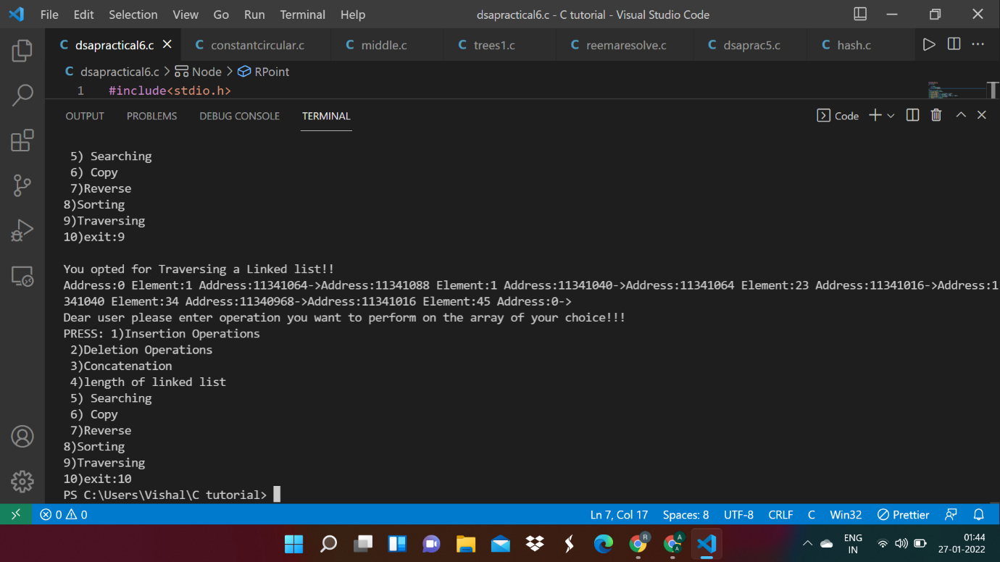 File Edit Selection View Go Run Terminal Help dsapractical6.c - C tutorial - Visual Studio Code
C dsapractical6.c C constantcircular.c C middle.c C trees1.c C reemaresolve.c C dsaprac5.c C hash.c
C dsapractical6.c > Node > RPoint
1 #include<stdio.h>
OUTPUT PROBLEMS DEBUG CONSOLE TERMINAL Code
5) Searching
6) Copy
7)Reverse
8)Sorting
9)Traversing
10)exit:9
You opted for Traversing a Linked list!!
Address:0 Element:1 Address:11341064->Address:11341088 Element:1 Address:11341040->Address:11341064 Element:23 Address:11341016->Address:1
341040 Element:34 Address:11340968->Address:11341016 Element:45 Address:0->
Dear user please enter operation you want to perform on the array of your choice!!!
PRESS: 1)Insertion Operations
2)Deletion Operations
3)Concatenation
4)length of linked list
5) Searching
6) Copy
7)Reverse
8)Sorting
9)Traversing
10)exit:10
PS C:\Users\Vishal\C tutorial>
0 0 Ln 7, Col 17 Spaces: 8 UTF-8 CRLF C Win32 Prettier
R A A ENG 01:44
IN 27-01-2022